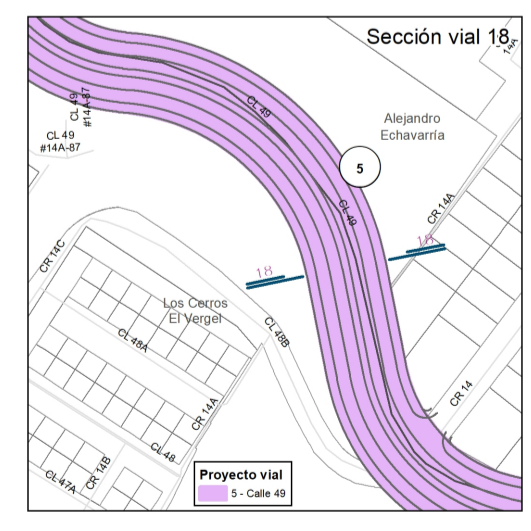 Sección vial 18
14A
CL 49
#14A-87
CL 49
#14A-87
CL 49
Alejandro
Echavarría
5
CL 49
CR 14A
18
18
CR 14C
Los Cerros
El Vergel
CL 48B
CL 48A
CR 14A
CR 14
CL 48
CR 14B
CL 47A
Proyecto vial
5 - Calle 49